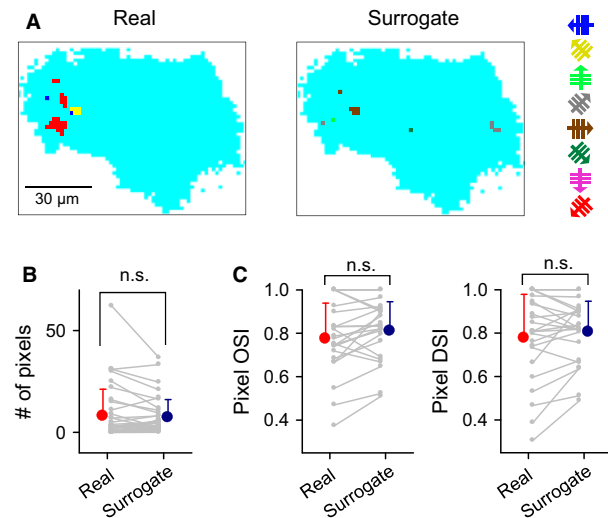 A
Real
Surrogate
30 µm
B
n.s.
# of pixels
50
0
Real
Surrogate
C
n.s.
Pixel OSI
1.0
0.8
0.6
0.4
Real
Surrogate
n.s.
Pixel DSI
1.0
0.8
0.6
0.4
Real
Surrogate